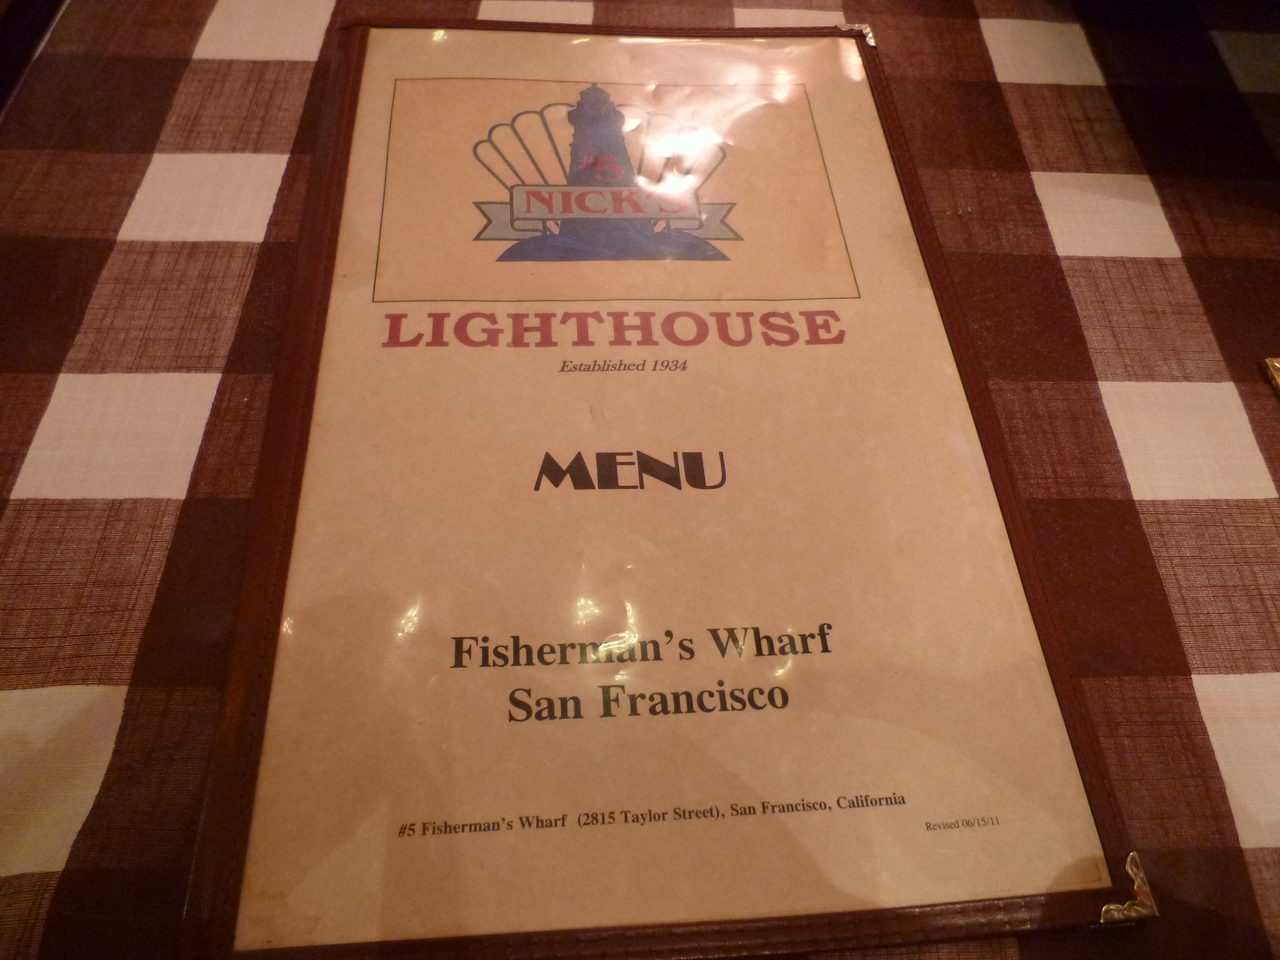 #5
NICK'S
LIGHTHOUSE
Established 1934
MENU
Fisherman's Wharf
San Francisco
#5 Fisherman's Wharf (2815 Taylor Street), San Francisco, California
Revised 06/15/11